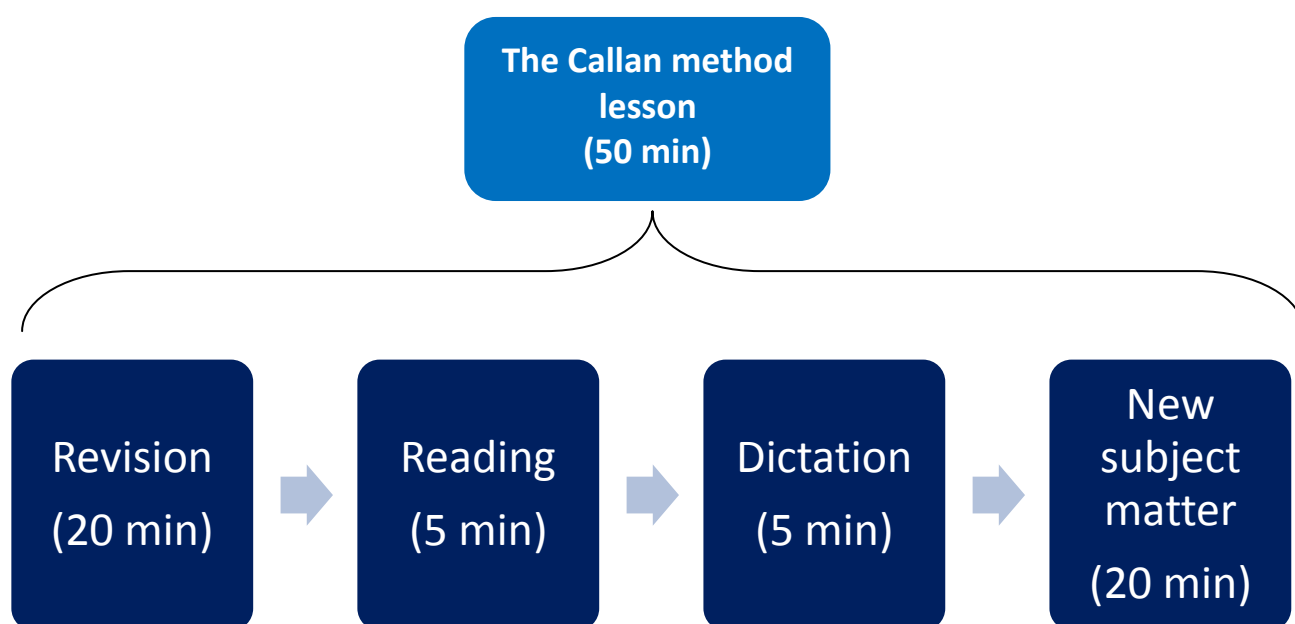 The Callan method
lesson
(50 min)
Revision
(20 min)
Reading
(5 min)
Dictation
(5 min)
New
subject
matter
(20 min)